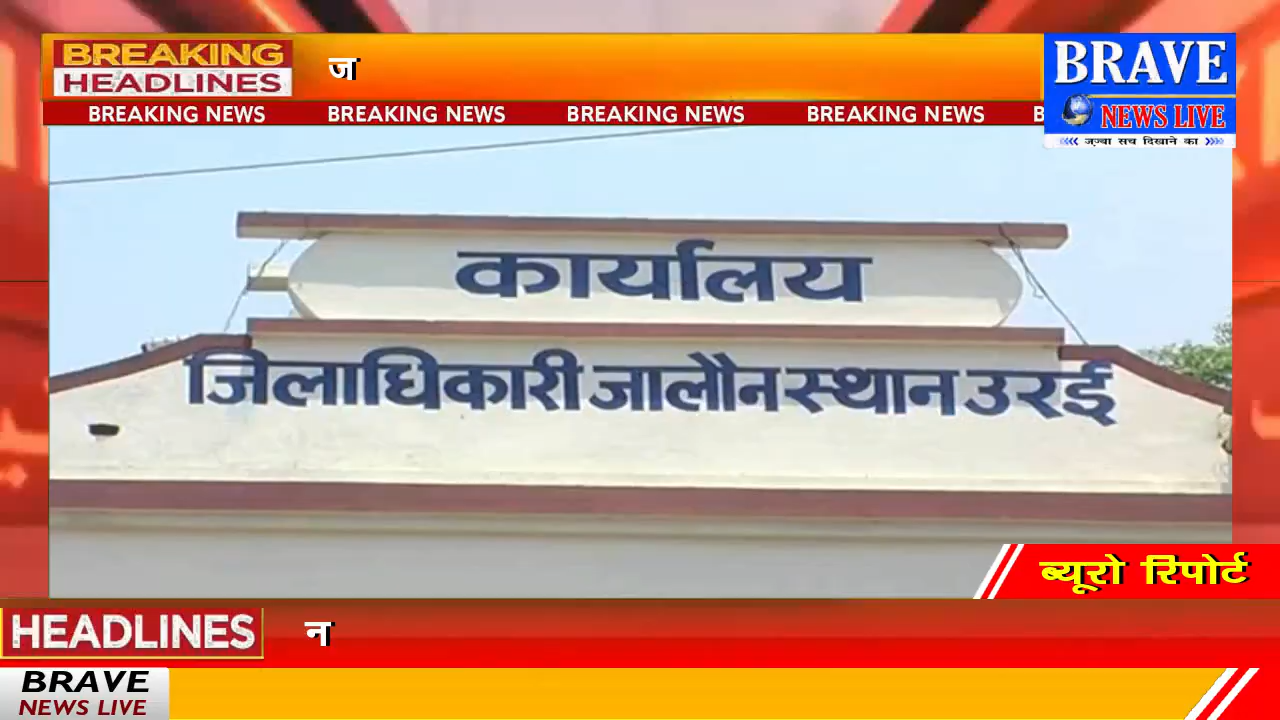 BREAKING
HEADLINES
ज
BRAVE
NEWS LIVE
जज़्बा सच दिखाने का
BREAKING NEWS BREAKING NEWS BREAKING NEWS BREAKING NEWS B
कार्यालय
जिलाधिकारी जालौन स्थान उरई
ब्यूरो रिपोर्ट
HEADLINES
न
BRAVE
NEWS LIVE